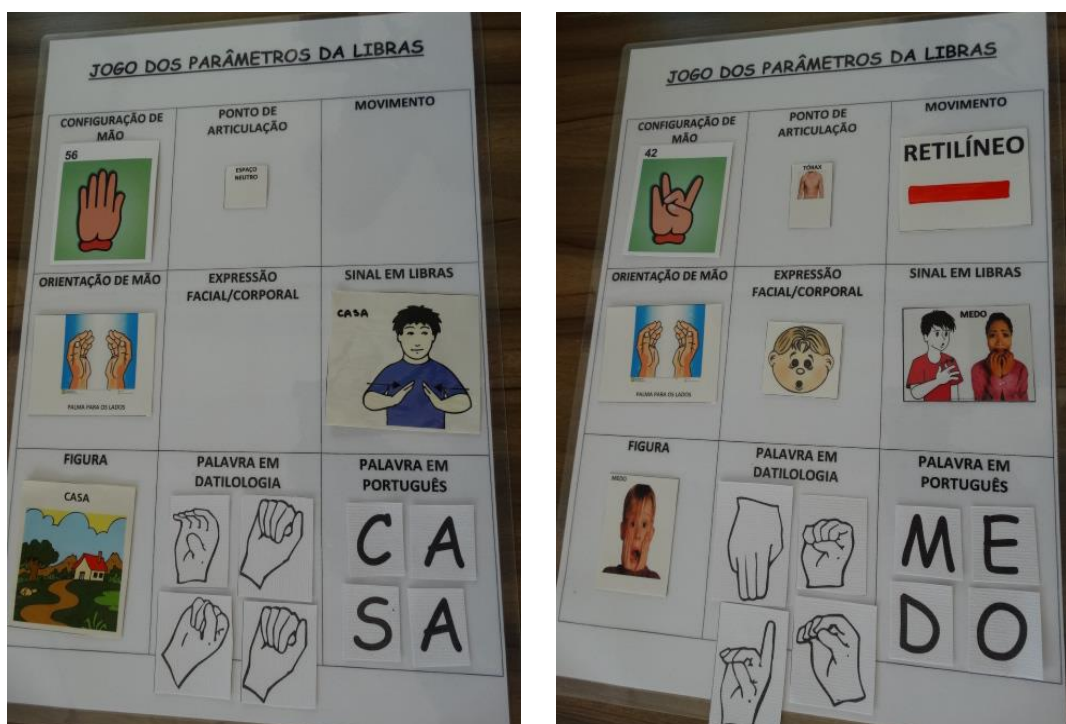 JOGO DOS PARÂMETROS DA LIBRAS
CONFIGURAÇÃO DE
MÃO
56
PONTO DE
ARTICULAÇÃO
ESPAÇO
NEUTRO
MOVIMENTO
ORIENTAÇÃO DE MÃO
PALMA PARA OS LADOS
EXPRESSÃO
FACIAL/CORPORAL
SINAL EM LIBRAS
CASA
FIGURA
CASA
PALAVRA EM
DATILOLOGIA
PALAVRA EM
PORTUGUÊS
C A
S A
JOGO DOS PARÂMETROS DA LIBRAS
CONFIGURAÇÃO DE
MÃO
42
PONTO DE
ARTICULAÇÃO
TÓRAX
MOVIMENTO
RETILÍNEO
ORIENTAÇÃO DE MÃO
PALMA PARA OS LADOS
EXPRESSÃO
FACIAL/CORPORAL
SINAL EM LIBRAS
MEDO
FIGURA
MEDO
PALAVRA EM
DATILOLOGIA
PALAVRA EM
PORTUGUÊS
M E
D O